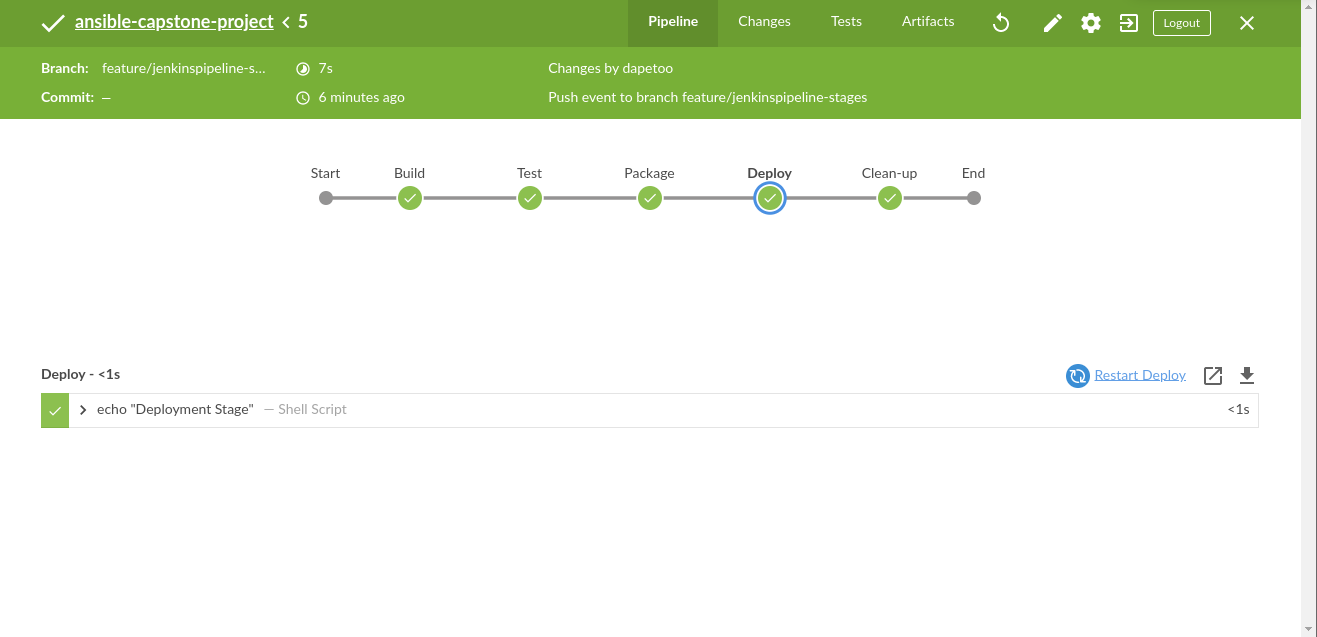 ansible-capstone-project < 5 Pipeline Changes Tests Artifacts Logout
Branch: feature/jenkinspipeline-s... 7s Changes by dapetoo
Commit: — 6 minutes ago Push event to branch feature/jenkinspipeline-stages
Start Build Test Package Deploy Clean-up End
Deploy - <1s Restart Deploy
echo "Deployment Stage" — Shell Script <1s